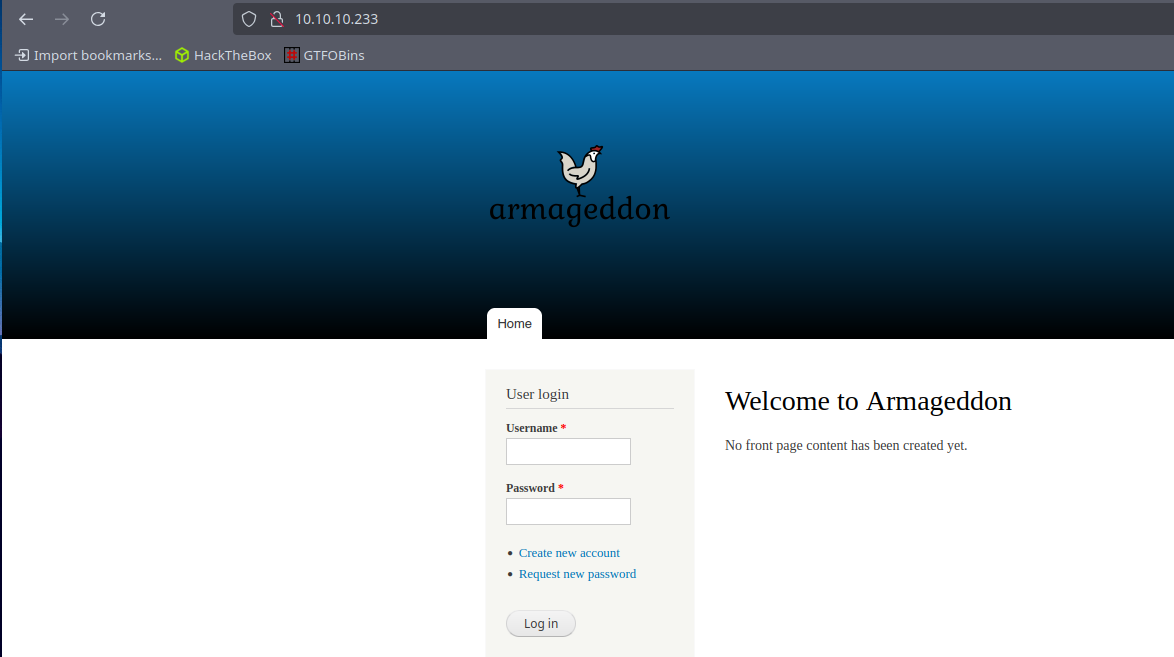 10.10.10.233
Import bookmarks... HackTheBox GTFOBins
armageddon
Home
User login
Username *
Password *
Create new account
Request new password
Log in
Welcome to Armageddon
No front page content has been created yet.